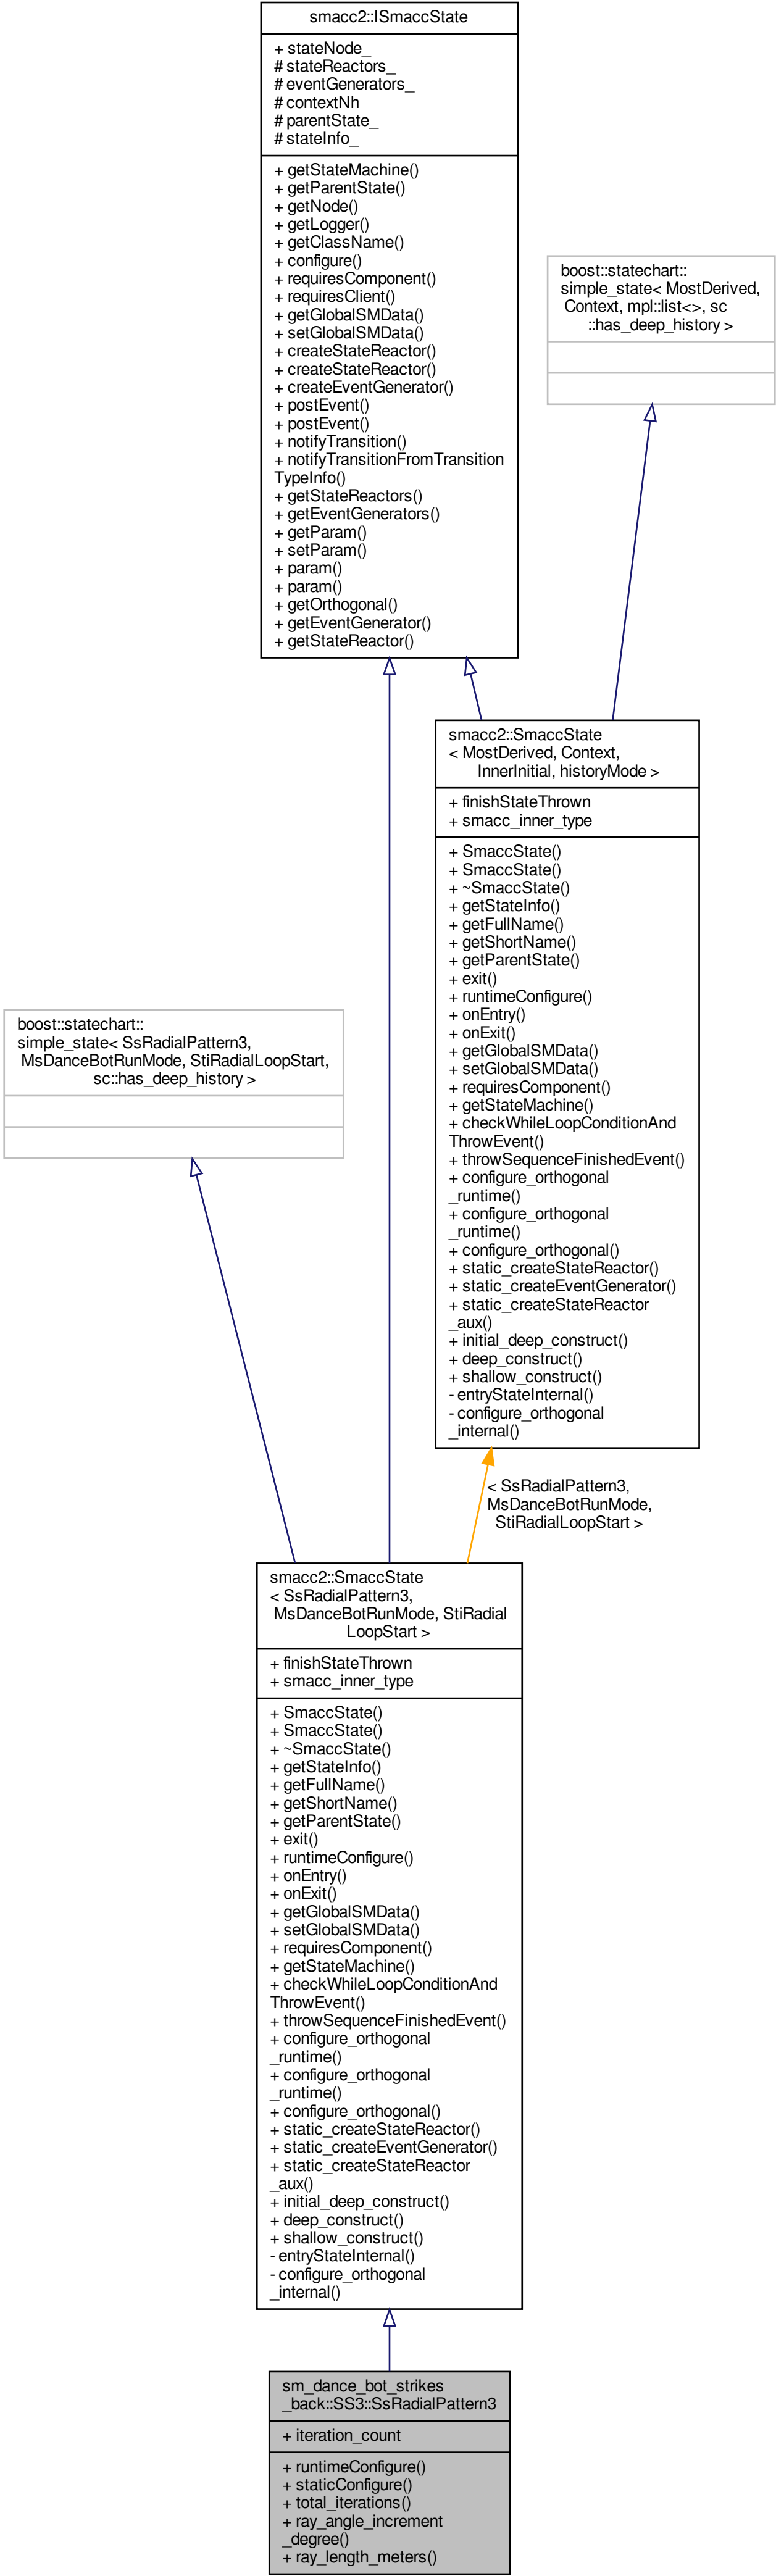 smacc2::ISmaccState
+ stateNode_
# stateReactors_
# eventGenerators_
# contextNh
# parentState_
# stateInfo_
+ getStateMachine()
+ getParentState()
+ getNode()
+ getLogger()
+ getClassName()
+ configure()
+ requiresComponent()
+ requiresClient()
+ getGlobalSMData()
+ setGlobalSMData()
+ createStateReactor()
+ createStateReactor()
+ createEventGenerator()
+ postEvent()
+ postEvent()
+ notifyTransition()
+ notifyTransitionFromTransition
TypeInfo()
+ getStateReactors()
+ getEventGenerators()
+ getParam()
+ setParam()
+ param()
+ param()
+ getOrthogonal()
+ getEventGenerator()
+ getStateReactor()
boost::statechart::
simple_state< MostDerived,
Context, mpl::list<>, sc
::has_deep_history >
smacc2::SmaccState
< MostDerived, Context,
InnerInitial, historyMode >
+ finishStateThrown
+ smacc_inner_type
+ SmaccState()
+ SmaccState()
+ ~SmaccState()
+ getStateInfo()
+ getFullName()
+ getShortName()
+ getParentState()
+ exit()
+ runtimeConfigure()
+ onEntry()
+ onExit()
+ getGlobalSMData()
+ setGlobalSMData()
+ requiresComponent()
+ getStateMachine()
+ checkWhileLoopConditionAnd
ThrowEvent()
+ throwSequenceFinishedEvent()
+ configure_orthogonal
_runtime()
+ configure_orthogonal
_runtime()
+ configure_orthogonal()
+ static_createStateReactor()
+ static_createEventGenerator()
+ static_createStateReactor
_aux()
+ initial_deep_construct()
+ deep_construct()
+ shallow_construct()
- entryStateInternal()
- configure_orthogonal
_internal()
boost::statechart::
simple_state< SsRadialPattern3,
MsDanceBotRunMode, StiRadialLoopStart,
sc::has_deep_history >
< SsRadialPattern3,
MsDanceBotRunMode,
StiRadialLoopStart >
smacc2::SmaccState
< SsRadialPattern3,
MsDanceBotRunMode, StiRadial
LoopStart >
+ finishStateThrown
+ smacc_inner_type
+ SmaccState()
+ SmaccState()
+ ~SmaccState()
+ getStateInfo()
+ getFullName()
+ getShortName()
+ getParentState()
+ exit()
+ runtimeConfigure()
+ onEntry()
+ onExit()
+ getGlobalSMData()
+ setGlobalSMData()
+ requiresComponent()
+ getStateMachine()
+ checkWhileLoopConditionAnd
ThrowEvent()
+ throwSequenceFinishedEvent()
+ configure_orthogonal
_runtime()
+ configure_orthogonal
_runtime()
+ configure_orthogonal()
+ static_createStateReactor()
+ static_createEventGenerator()
+ static_createStateReactor
_aux()
+ initial_deep_construct()
+ deep_construct()
+ shallow_construct()
- entryStateInternal()
- configure_orthogonal
_internal()
sm_dance_bot_strikes
_back::SS3::SsRadialPattern3
+ iteration_count
+ runtimeConfigure()
+ staticConfigure()
+ total_iterations()
+ ray_angle_increment
_degree()
+ ray_length_meters()